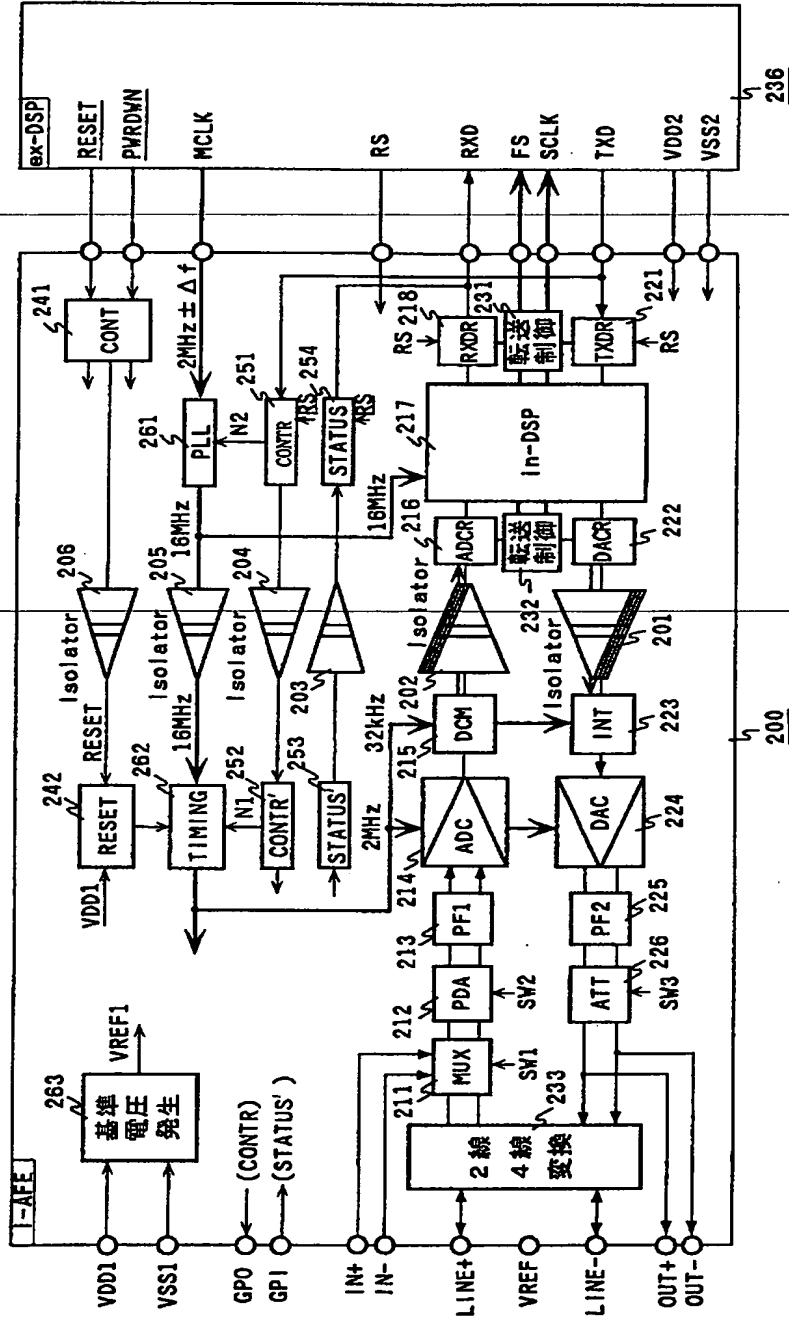 I-AFE
ex-DSP
VDD1
VSS1
GPO
GPI
IN+
IN-
LINE+
VREF
LINE-
OUT+
OUT-
263
基準
電圧
発生
VREF1
(CONTR)
(STATUS')
VDD1
242
RESET
RESET
Isolator
206
241
CONT
RESET
PWRDWN
262
TIMING
16MHz
Isolator
205
16MHz
261
PLL
2MHz±Δf
MCLK
N1
252
CONTR'
Isolator
204
N2
251
CONTR
RS
253
STATUS'
203
254
STATUS
RS
RS
2MHz
32kHz
16MHz
233
2線
4線
変換
211
MUX
SW1
212
PDA
SW2
213
PF1
214
ADC
215
DCM
202
Isolator
216
ADCR
217
In-DSP
RS
218
RXDR
RXD
232
転送
制御
231
転送
制御
FS
SCLK
226
ATT
SW3
225
PF2
224
DAC
223
INT
Isolator
201
222
DACR
221
TXDR
RS
TXD
VDD2
VSS2
200
236